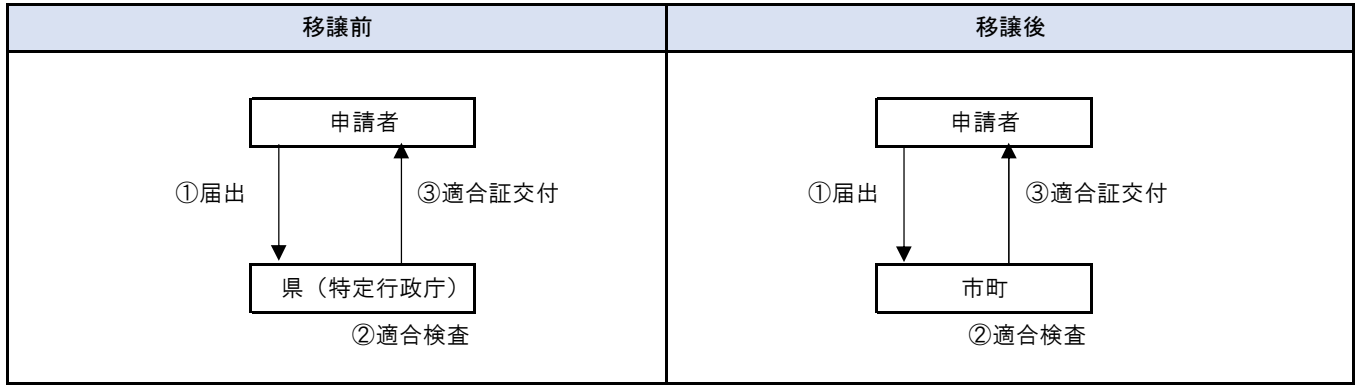 移譲前
移譲後
申請者
①届出
③適合証交付
県（特定行政庁）
②適合検査
申請者
①届出
③適合証交付
市町
②適合検査